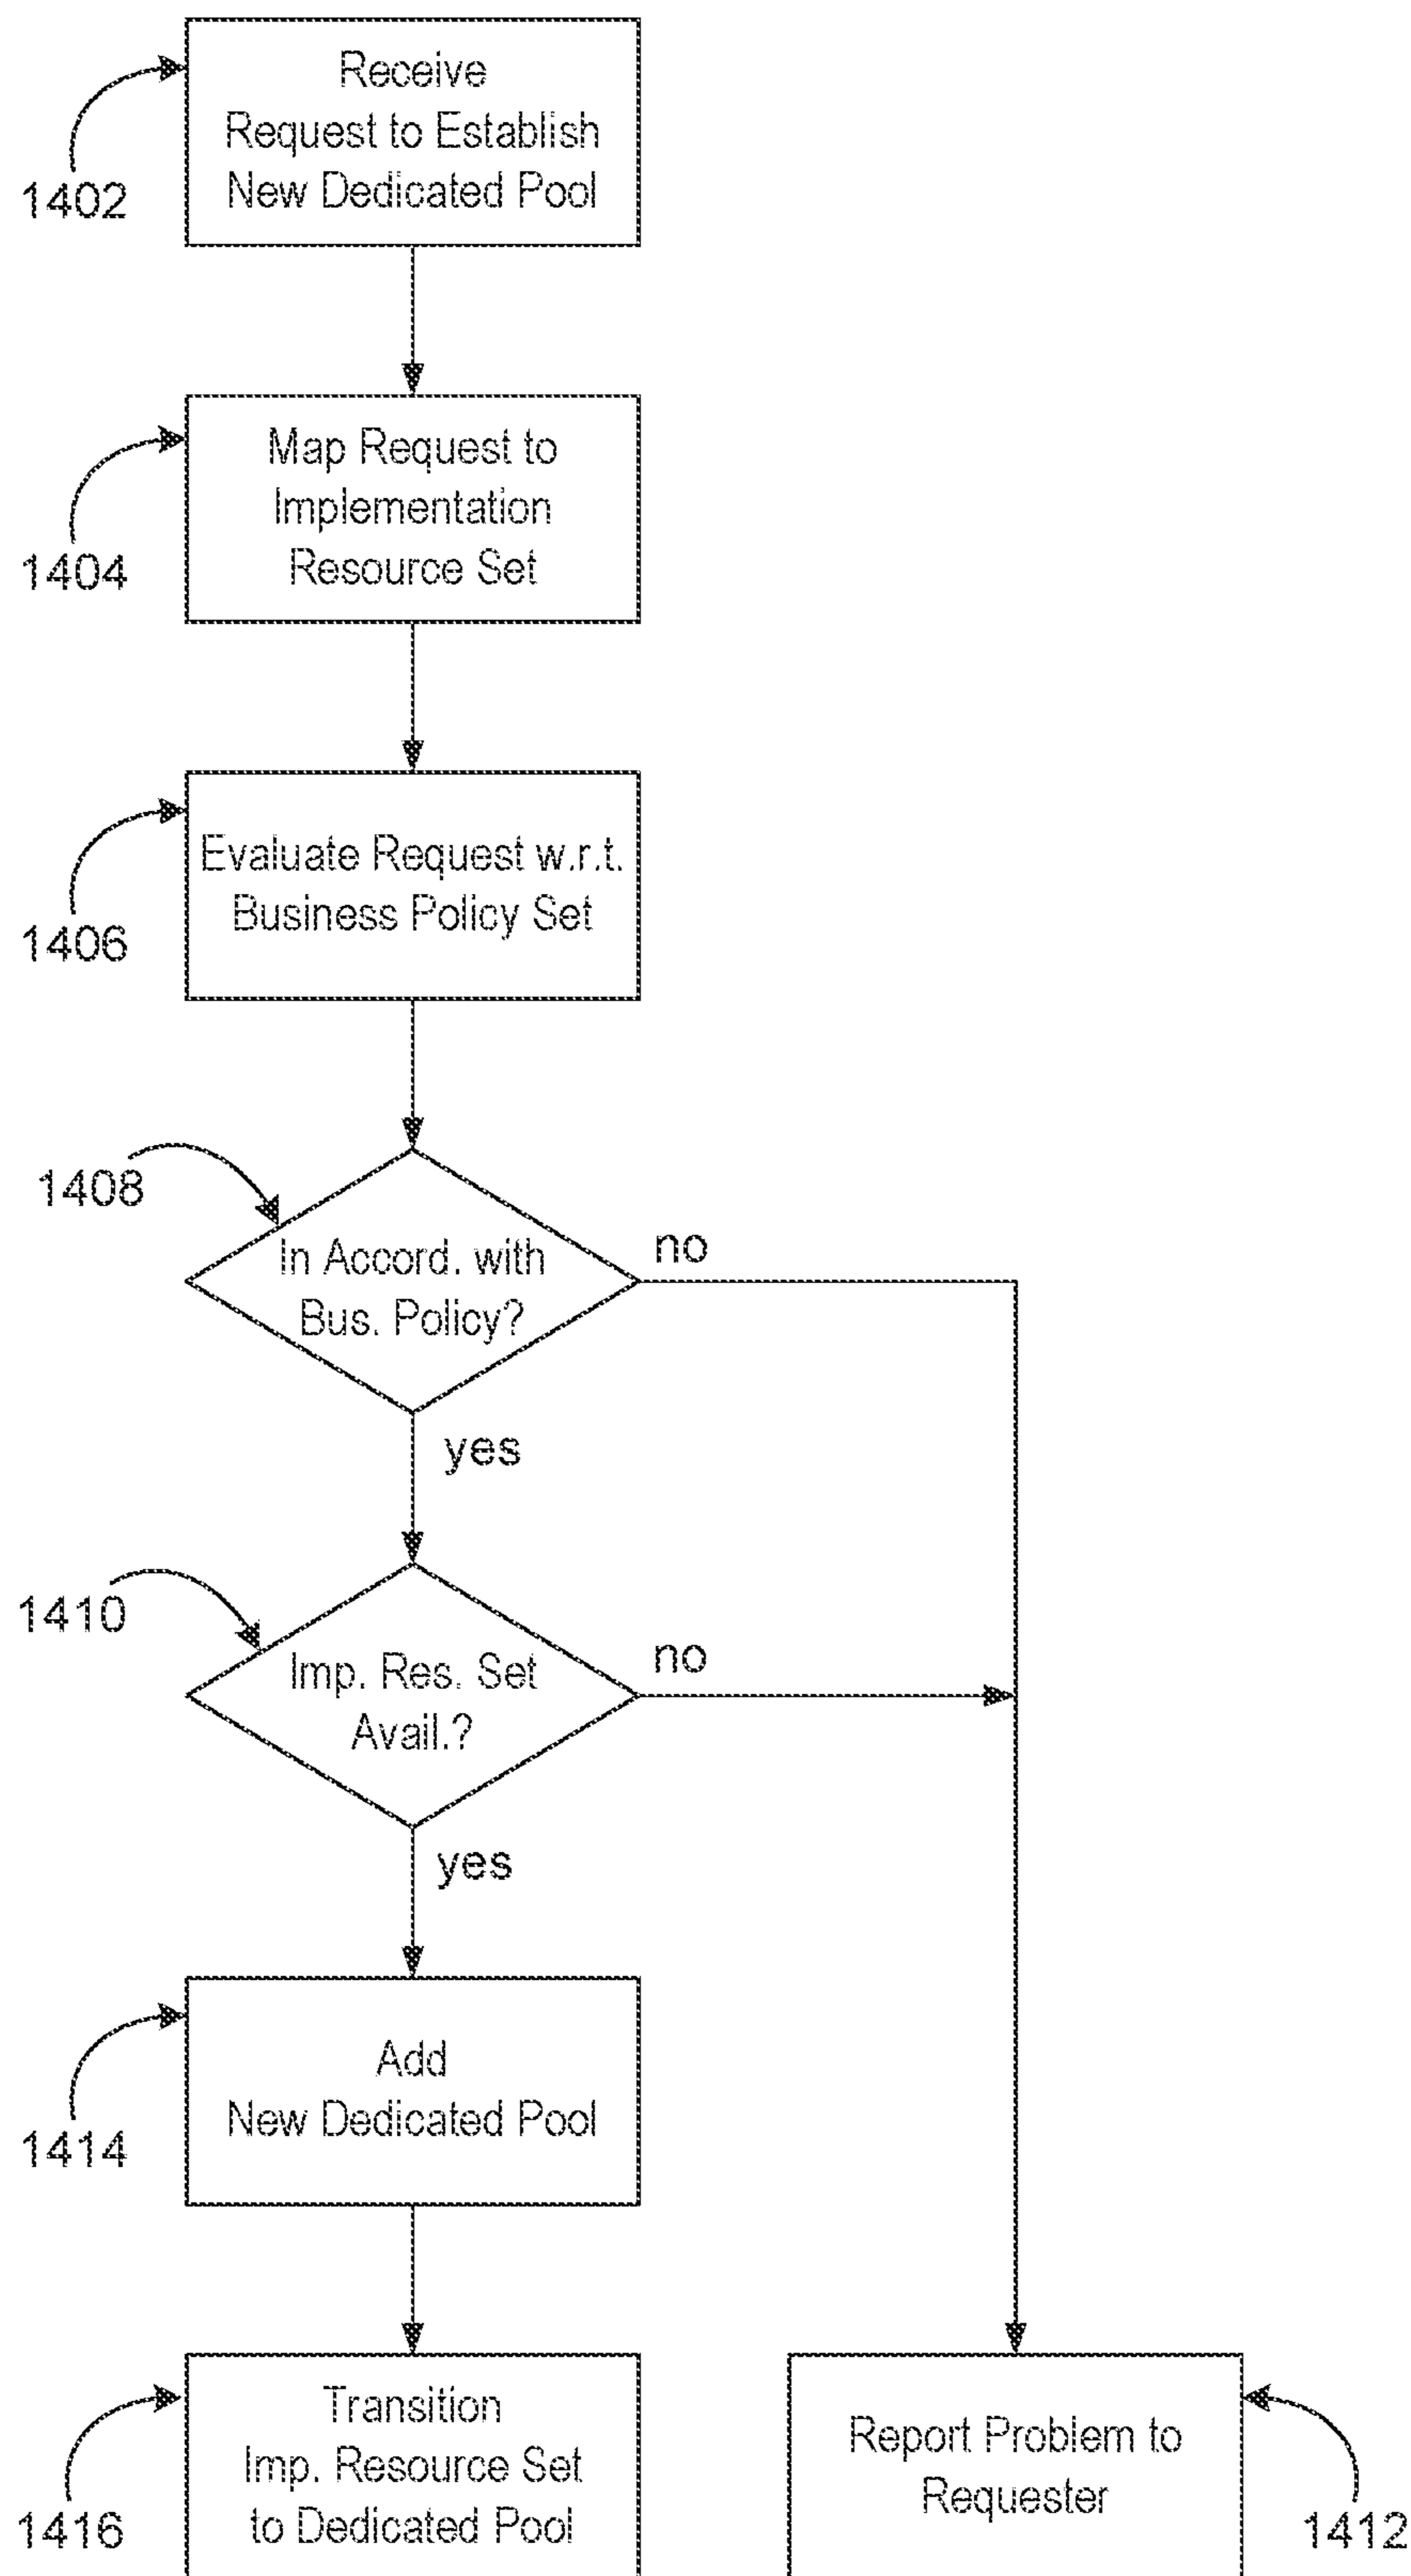 Receive
Request to Establish
New Dedicated Pool
1402
Map Request to
Implementation
Resource Set
1404
Evaluate Request w.r.t.
Business Policy Set
1406
1408
In Accord. with
Bus. Policy?
no
yes
1410
Imp. Res. Set
Avail.?
no
yes
Add
New Dedicated Pool
1414
Transition
Imp. Resource Set
to Dedicated Pool
1416
Report Problem to
Requester
1412